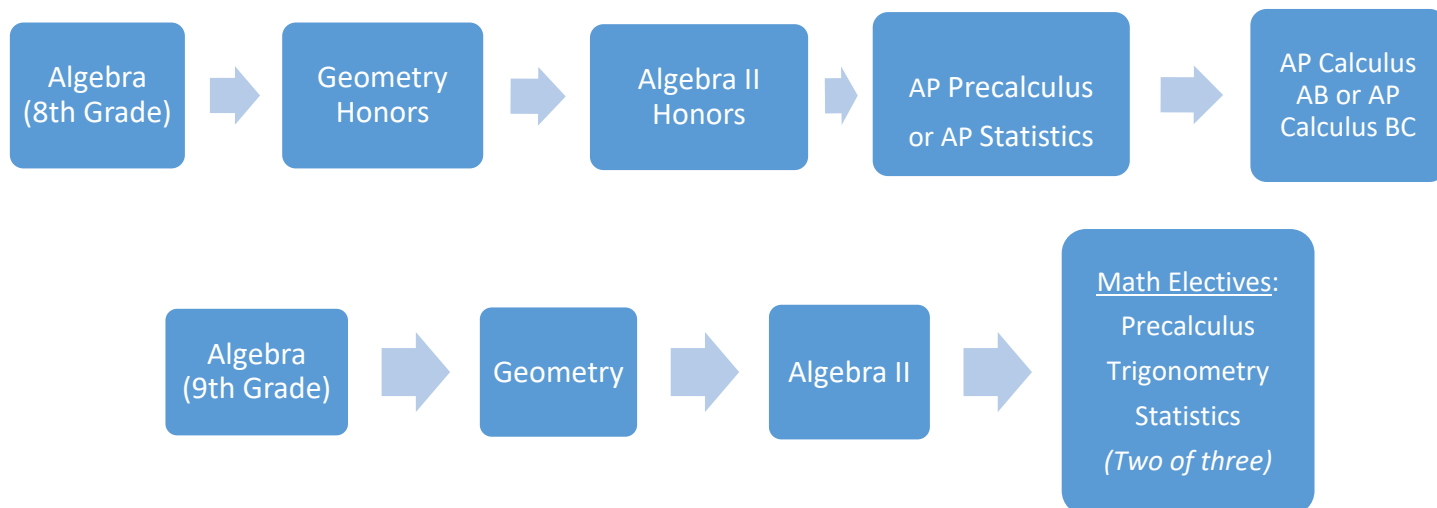 Algebra
(8th Grade)
Geometry
Honors
Algebra II
Honors
AP Precalculus
or AP Statistics
AP Calculus
AB or AP
Calculus BC
Algebra
(9th Grade)
Geometry
Algebra II
Math Electives:
Precalculus
Trigonometry
Statistics
(Two of three)